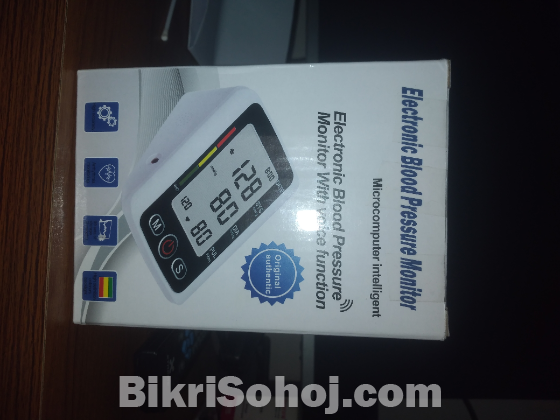 Electronic Blood Pressure Monitor
Microcomputer intelligent
Electronic Blood Pressure
Monitor With voice function
Original
authentic
128
80
120
80
M
S
BikriSohoj.com